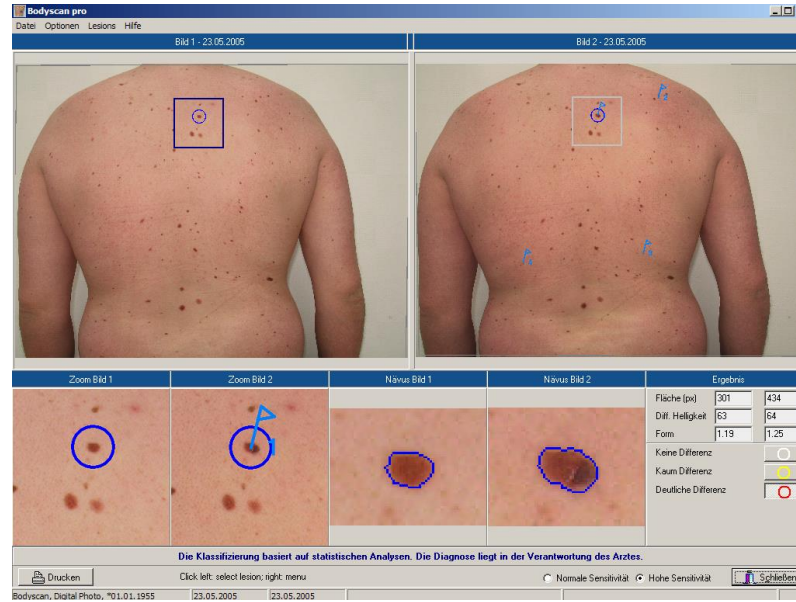 Bodyscan pro
Datei Optionen Lesions Hilfe
Bild 1 - 23.05.2005
Bild 2 - 23.05.2005
Zoom Bild 1
Zoom Bild 2
Nävus Bild 1
Nävus Bild 2
Ergebnis
Fläche (px) 301 434
Diff. Helligkeit 63 64
Form 1.19 1.25
Keine Differenz
Kaum Differenz
Deutliche Differenz
1
Die Klassifizierung basiert auf statistischen Analysen. Die Diagnose liegt in der Verantwortung des Arztes.
Drucken
Click left: select lesion; right: menu
Normale Sensitivität
Hohe Sensitivität
Schließen
Bodyscan, Digital Photo, *01.01.1955 23.05.2005 23.05.2005